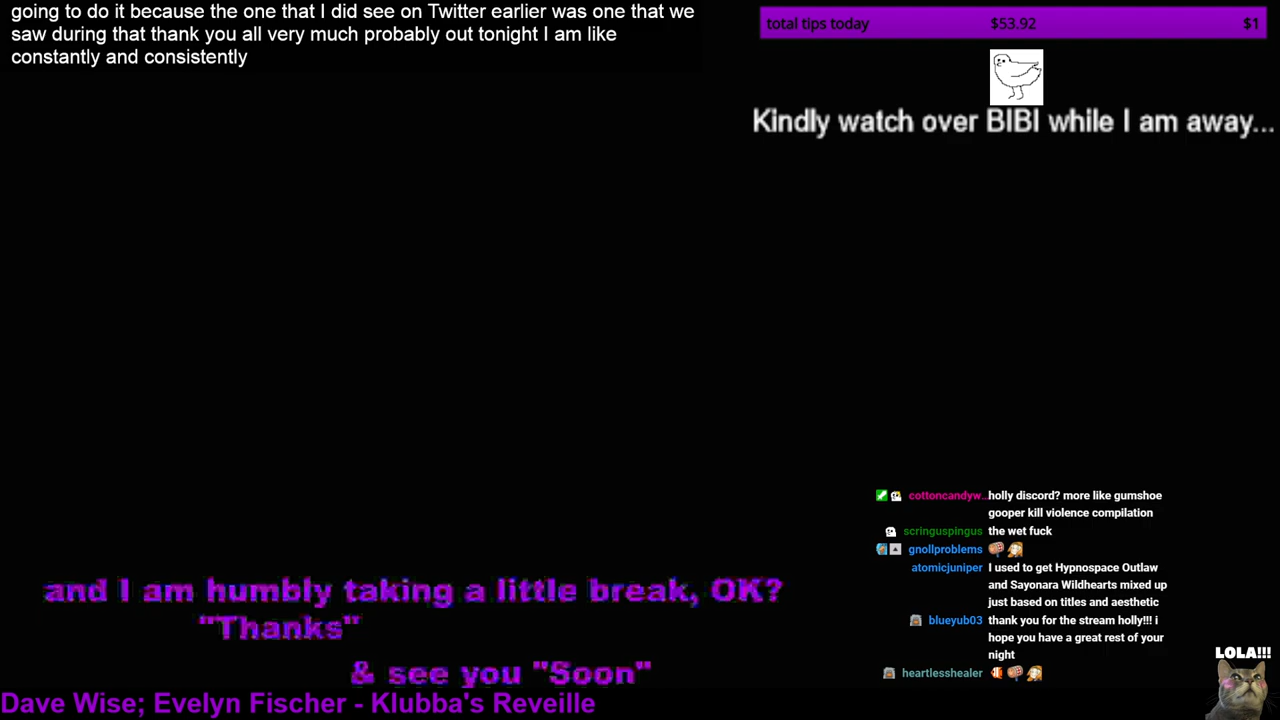 going to do it because the one that I did see on Twitter earlier was one that we
saw during that thank you all very much probably out tonight I am like
constantly and consistently
total tips today $53.92 $1
Kindly watch over BIBI while I am away...
cottoncandyw... holly discord? more like gumshoe
gooper kill violence compilation
scringuspingus the wet fuck
gnollproblems
atomicjuniper I used to get Hypnospace Outlaw
and Sayonara Wildhearts mixed up
just based on titles and aesthetic
blueyub03 thank you for the stream holly!!! i
hope you have a great rest of your
night
heartlesshealer
LOLA!!!
and I am humbly taking a little break, OK?
"Thanks"
& see you "Soon"
Dave Wise; Evelyn Fischer - Klubba's Reveille